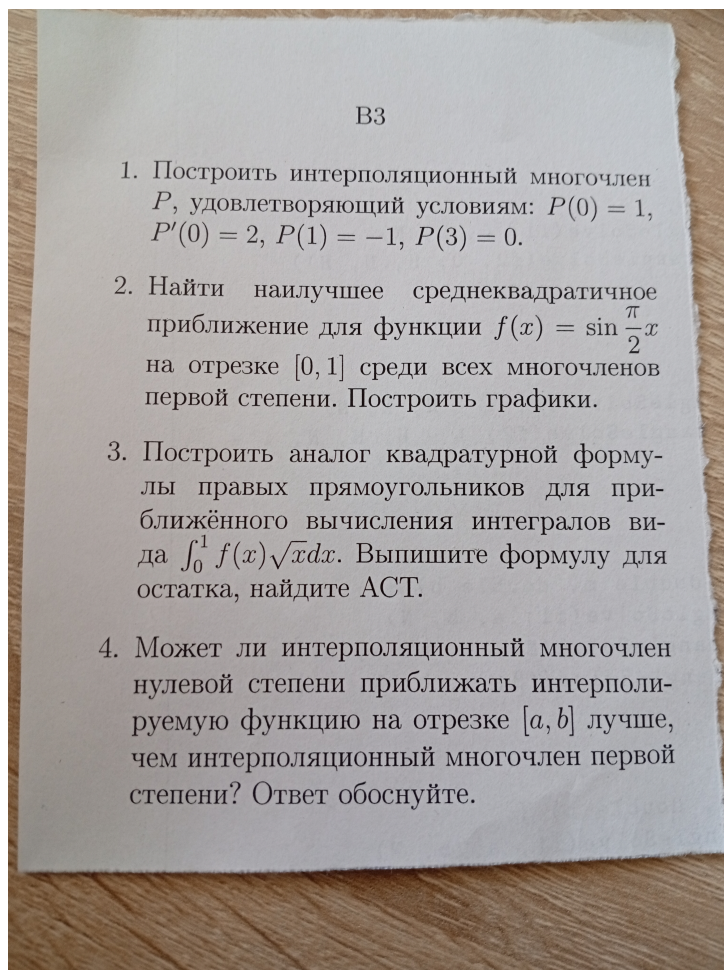 В3
1. Построить интерполяционный многочлен
P, удовлетворяющий условиям: P(0) = 1,
P′(0) = 2, P(1) = −1, P(3) = 0.
2. Найти наилучшее среднеквадратичное
приближение для функции f(x) = sin π/2 x
на отрезке [0, 1] среди всех многочленов
первой степени. Построить графики.
3. Построить аналог квадратурной форму-
лы правых прямоугольников для при-
ближённого вычисления интегралов ви-
да ∫₀¹ f(x)√x dx. Выпишите формулу для
остатка, найдите АСТ.
4. Может ли интерполяционный многочлен
нулевой степени приближать интерполи-
руемую функцию на отрезке [a, b] лучше,
чем интерполяционный многочлен первой
степени? Ответ обоснуйте.